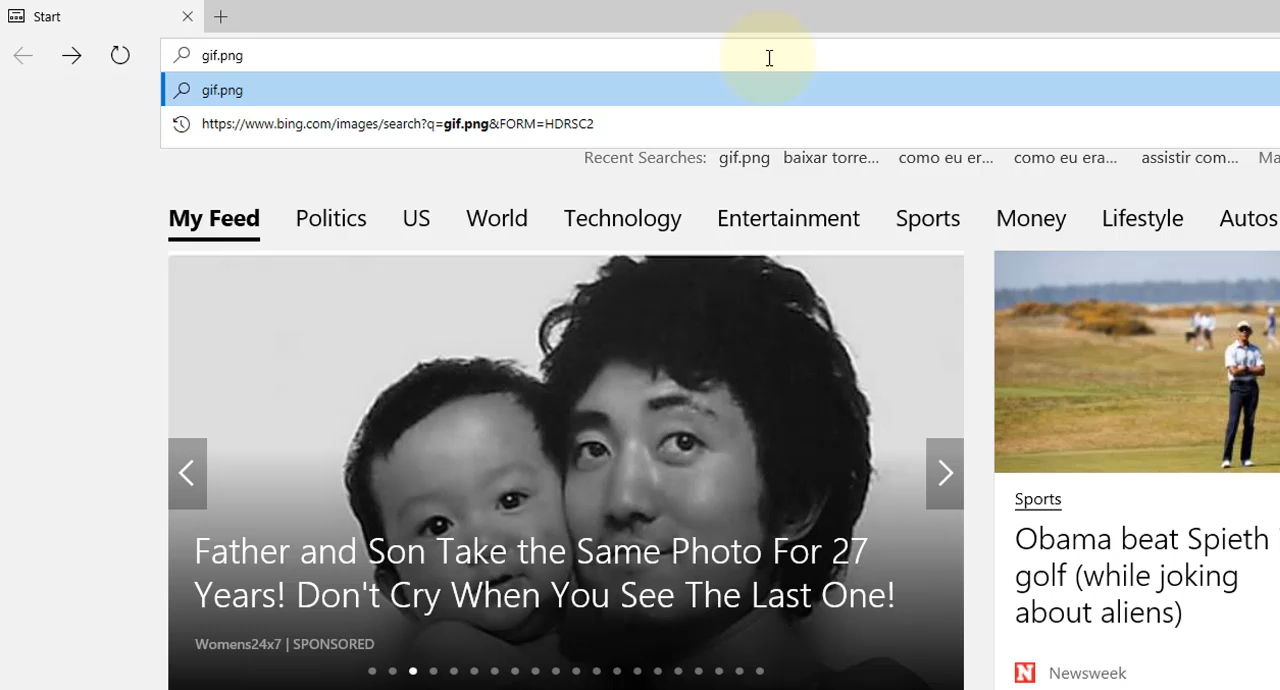 Start
gif.png
gif.png
https://www.bing.com/images/search?q=gif.png&FORM=HDRSC2
Recent Searches: gif.png baixar torre... como eu er... como eu era... assistir com... Ma
My Feed Politics US World Technology Entertainment Sports Money Lifestyle Autos
Father and Son Take the Same Photo For 27
Years! Don't Cry When You See The Last One!
Womens24x7 | SPONSORED
Sports
Obama beat Spieth
golf (while joking
about aliens)
N Newsweek